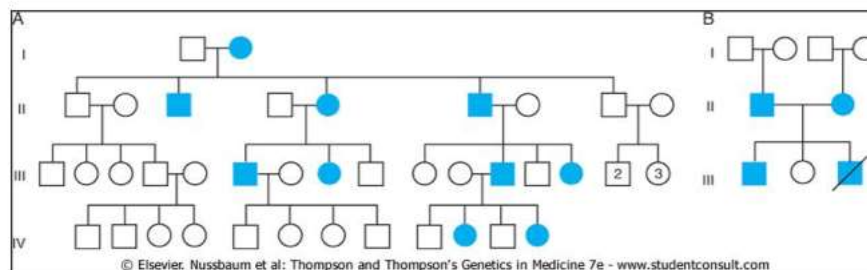 A B
I I
II II
III 2 3 III
IV
© Elsevier. Nussbaum et al: Thompson and Thompson's Genetics in Medicine 7e - www.studentconsult.com